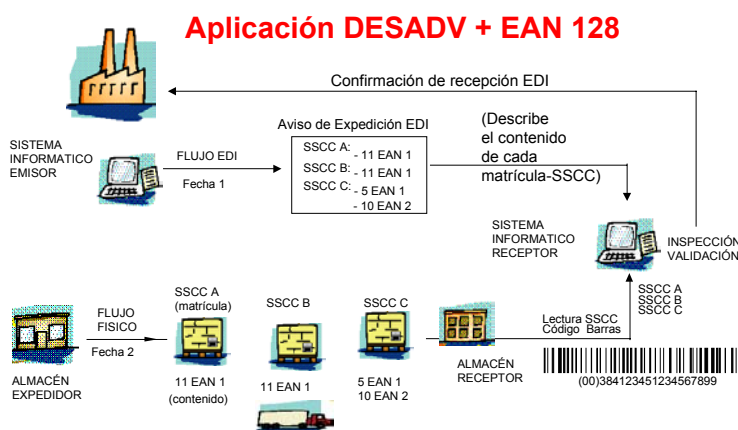 Aplicación DESADV + EAN 128
Confirmación de recepción EDI
Aviso de Expedición EDI
(Describe
el contenido
de cada
matrícula-SSCC)
SISTEMA
INFORMATICO
EMISOR
FLUJO EDI
Fecha 1
SSCC A:
- 11 EAN 1
SSCC B:
- 11 EAN 1
SSCC C:
- 5 EAN 1
- 10 EAN 2
SISTEMA
INFORMATICO
RECEPTOR
INSPECCIÓN
VALIDACIÓN
SSCC A
SSCC B
SSCC C
FLUJO
FISICO
Fecha 2
SSCC A
(matrícula)
SSCC B
SSCC C
Lectura SSCC
Código Barras
ALMACÉN
EXPEDIDOR
11 EAN 1
(contenido)
11 EAN 1
5 EAN 1
10 EAN 2
ALMACÉN
RECEPTOR
(00)384123451234567899